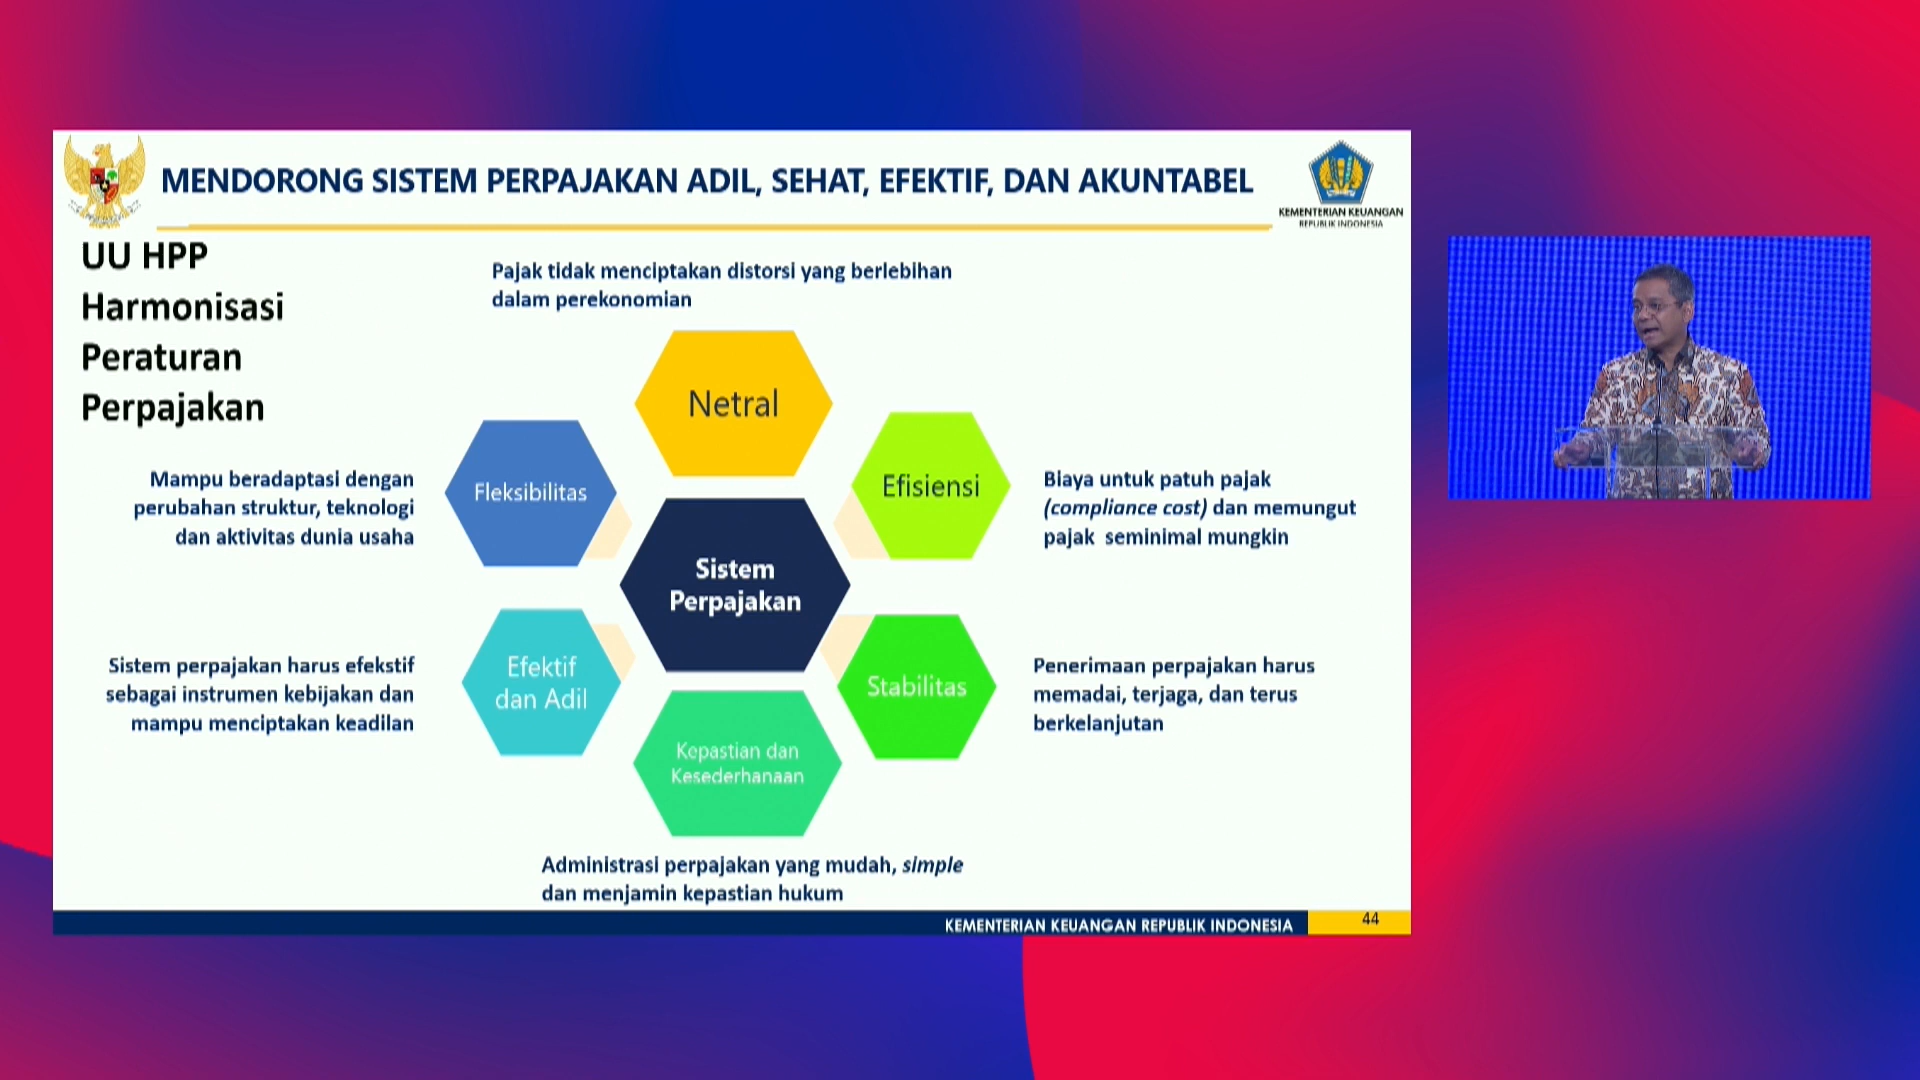 MENDORONG SISTEM PERPAJAKAN ADIL, SEHAT, EFEKTIF, DAN AKUNTABEL
KEMENTERIAN KEUANGAN
REPUBLIK INDONESIA
UU HPP
Harmonisasi
Peraturan
Perpajakan
Pajak tidak menciptakan distorsi yang berlebihan
dalam perekonomian
Netral
Fleksibilitas
Mampu beradaptasi dengan
perubahan struktur, teknologi
dan aktivitas dunia usaha
Efisiensi
Biaya untuk patuh pajak
(compliance cost) dan memungut
pajak seminimal mungkin
Sistem
Perpajakan
Efektif
dan Adil
Sistem perpajakan harus efekstif
sebagai instrumen kebijakan dan
mampu menciptakan keadilan
Stabilitas
Penerimaan perpajakan harus
memadai, terjaga, dan terus
berkelanjutan
Kepastian dan
Kesederhanaan
Administrasi perpajakan yang mudah, simple
dan menjamin kepastian hukum
KEMENTERIAN KEUANGAN REPUBLIK INDONESIA
44